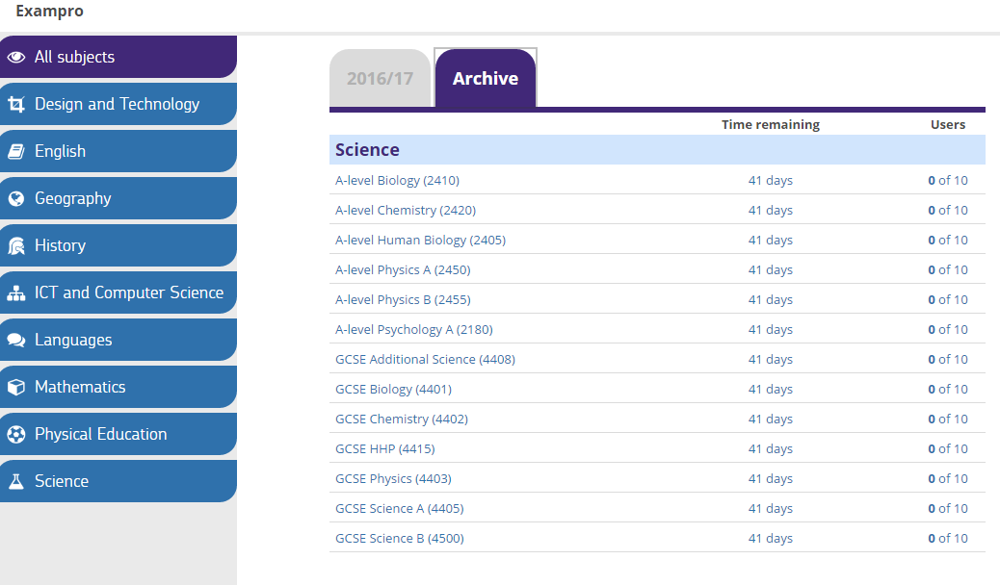 Exampro
All subjects
Design and Technology
English
Geography
History
ICT and Computer Science
Languages
Mathematics
Physical Education
Science
2016/17 Archive
Time remaining Users
Science
A-level Biology (2410) 41 days 0 of 10
A-level Chemistry (2420) 41 days 0 of 10
A-level Human Biology (2405) 41 days 0 of 10
A-level Physics A (2450) 41 days 0 of 10
A-level Physics B (2455) 41 days 0 of 10
A-level Psychology A (2180) 41 days 0 of 10
GCSE Additional Science (4408) 41 days 0 of 10
GCSE Biology (4401) 41 days 0 of 10
GCSE Chemistry (4402) 41 days 0 of 10
GCSE HHP (4415) 41 days 0 of 10
GCSE Physics (4403) 41 days 0 of 10
GCSE Science A (4405) 41 days 0 of 10
GCSE Science B (4500) 41 days 0 of 10